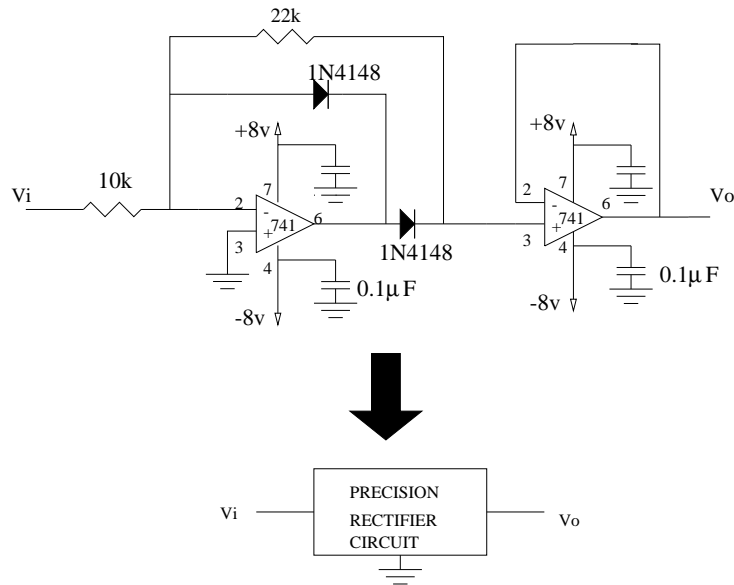 22k
1N4148
+8v
+8v
10k
Vi
Vo
2
7
-
741
6
+
3
4
1N4148
0.1μF
-8v
2
7
-
741
6
+
3
4
0.1μF
-8v
PRECISION
Vi
RECTIFIER
Vo
CIRCUIT